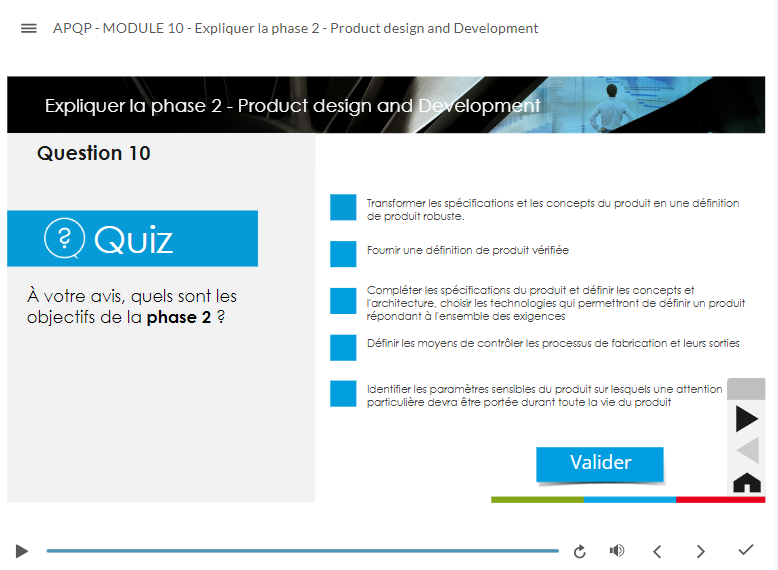 APQP - MODULE 10 - Expliquer la phase 2 - Product design and Development
Expliquer la phase 2 - Product design and Development
Question 10
? Quiz
À votre avis, quels sont les
objectifs de la phase 2 ?
Transformer les spécifications et les concepts du produit en une définition
de produit robuste.
Fournir une définition de produit vérifiée
Compléter les spécifications du produit et définir les concepts et
l'architecture, choisir les technologies qui permettront de définir un produit
répondant à l'ensemble des exigences
Définir les moyens de contrôler les processus de fabrication et leurs sorties
Identifier les paramètres sensibles du produit sur lesquels une attention
particulière devra être portée durant toute la vie du produit
Valider